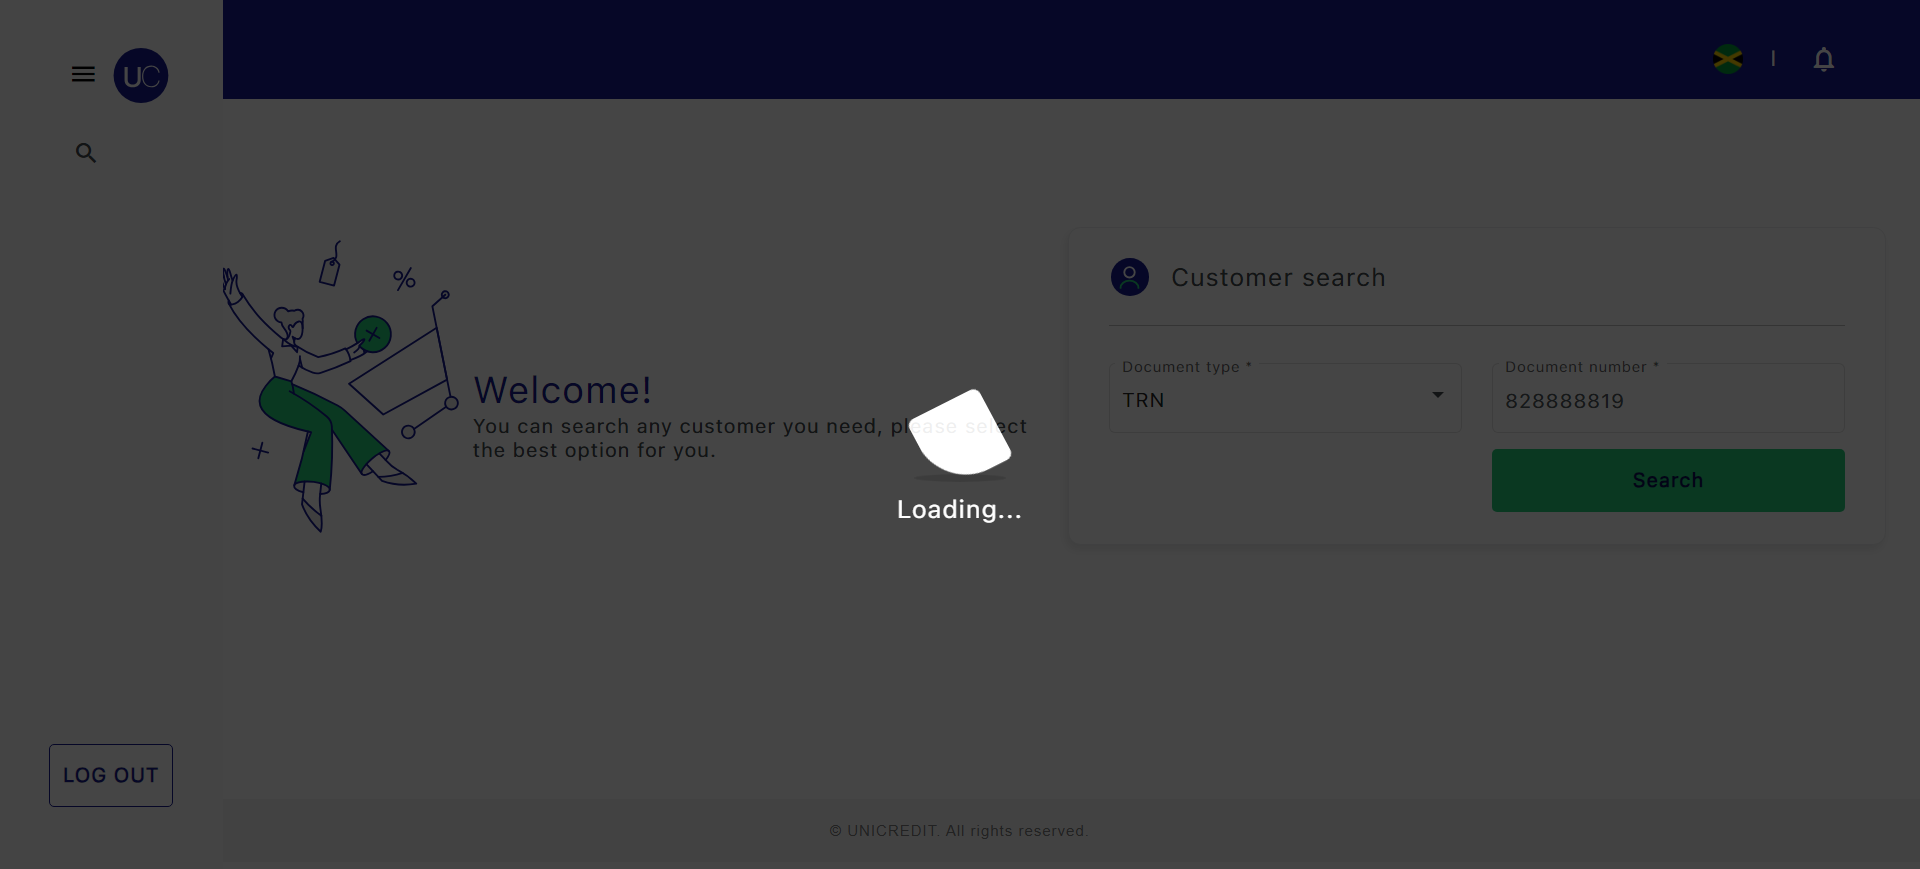 UC
Welcome!
You can search any customer you need, please select
the best option for you.
Customer search
Document type *
TRN
Document number *
828888819
Search
Loading...
LOG OUT
© UNICREDIT. All rights reserved.